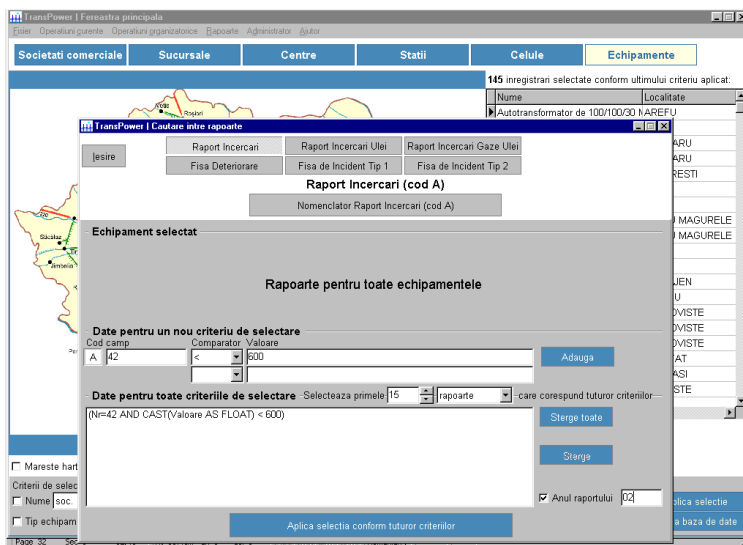 TransPower | Fereastra principala
Fisier Operatiuni curente Operatiuni organizatorice Rapoarte Administrator Ajutor
Societati comerciale Sucursale Centre Statii Celule Echipamente
145 inregistrari selectate conform ultimului criteriu aplicat:
Nume Localitate
Autotransformator de 100/100/30 M AREFU
Rosiori
TransPower | Cautare intre rapoarte
Iesire Raport Incercari Raport Incercari Ulei Raport Incercari Gaze Ulei
Fisa Deteriorare Fisa de Incident Tip 1 Fisa de Incident Tip 2
Raport Incercari (cod A)
Nomenclator Raport Incercari (cod A)
ARU
ARU
RESTI
J MAGURELE
J MAGURELE
JEN
U
OVISTE
OVISTE
OVISTE
TAT
ASI
STE
Săcălaz
Jimbolia
Echipament selectat
Rapoarte pentru toate echipamentele
Date pentru un nou criteriu de selectare
Cod camp Comparator Valoare
A 42 < 600 Adauga
Date pentru toate criteriile de selectare Selecteaza primele 15 rapoarte care corespund tuturor criteriilor
(Nr=42 AND CAST(Valoare AS FLOAT) < 600)
Sterge toate
Sterge
Anul raportului 02
Aplica selectia conform tuturor criteriilor
Mareste hart
Criterii de selec
Nume soc.
Tip echipam
plica selectie
a baza de date
Page 32 Sec